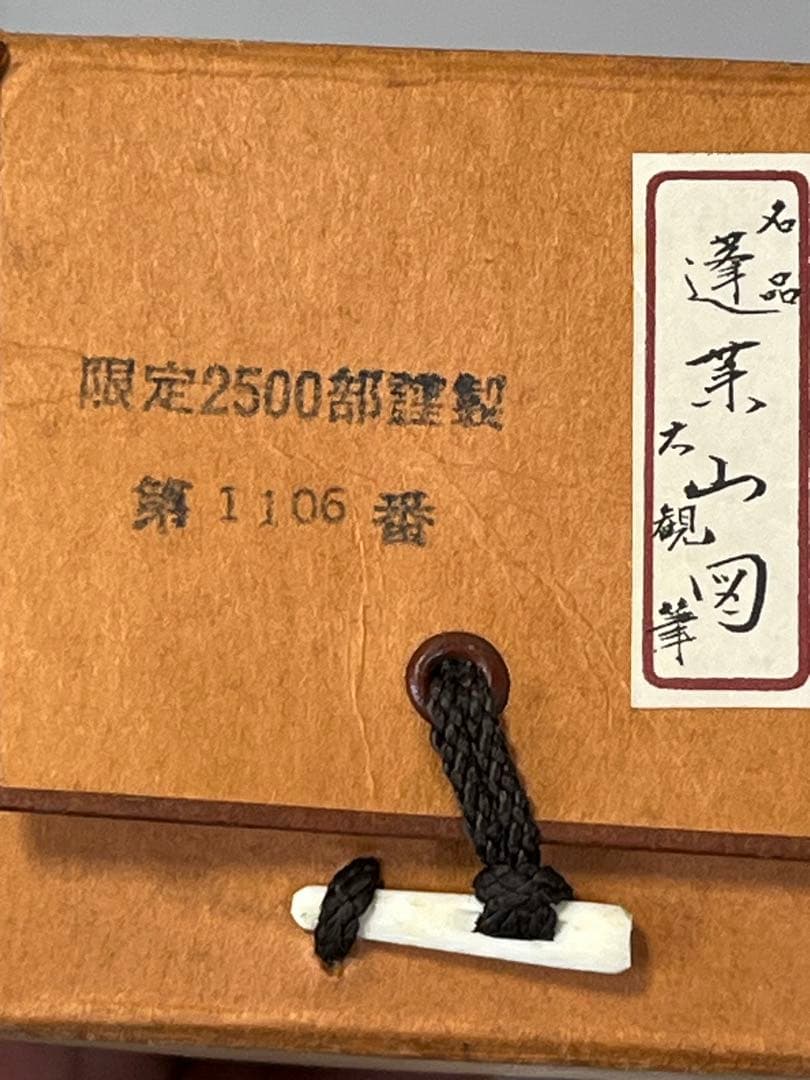 限定2500部謹製
第1106番
名品
蓬莱山図
大観筆